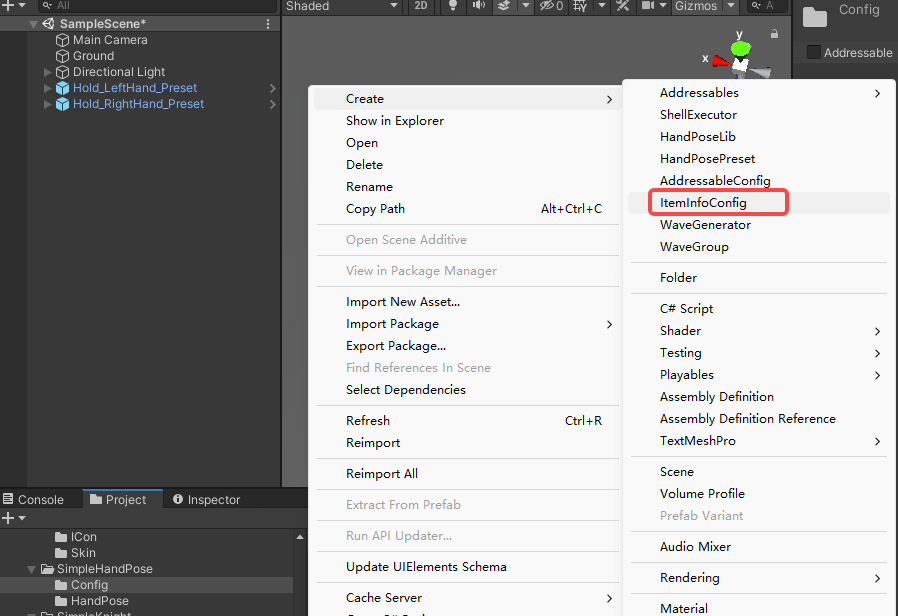 All
Shaded
2D
0
Gizmos
A
SampleScene*
Main Camera
Ground
Directional Light
Hold_LeftHand_Preset
Hold_RightHand_Preset
y
x
Config
Addressable
Create
Show in Explorer
Open
Delete
Rename
Copy Path Alt+Ctrl+C
Open Scene Additive
View in Package Manager
Import New Asset...
Import Package
Export Package...
Find References In Scene
Select Dependencies
Refresh Ctrl+R
Reimport
Reimport All
Extract From Prefab
Run API Updater...
Update UIElements Schema
Cache Server
Addressables
ShellExecutor
HandPoseLib
HandPosePreset
AddressableConfig
ItemInfoConfig
WaveGenerator
WaveGroup
Folder
C# Script
Shader
Testing
Playables
Assembly Definition
Assembly Definition Reference
TextMeshPro
Scene
Volume Profile
Prefab Variant
Audio Mixer
Rendering
Material
Console
Project
Inspector
ICon
Skin
SimpleHandPose
Config
HandPose
SimpleKnight